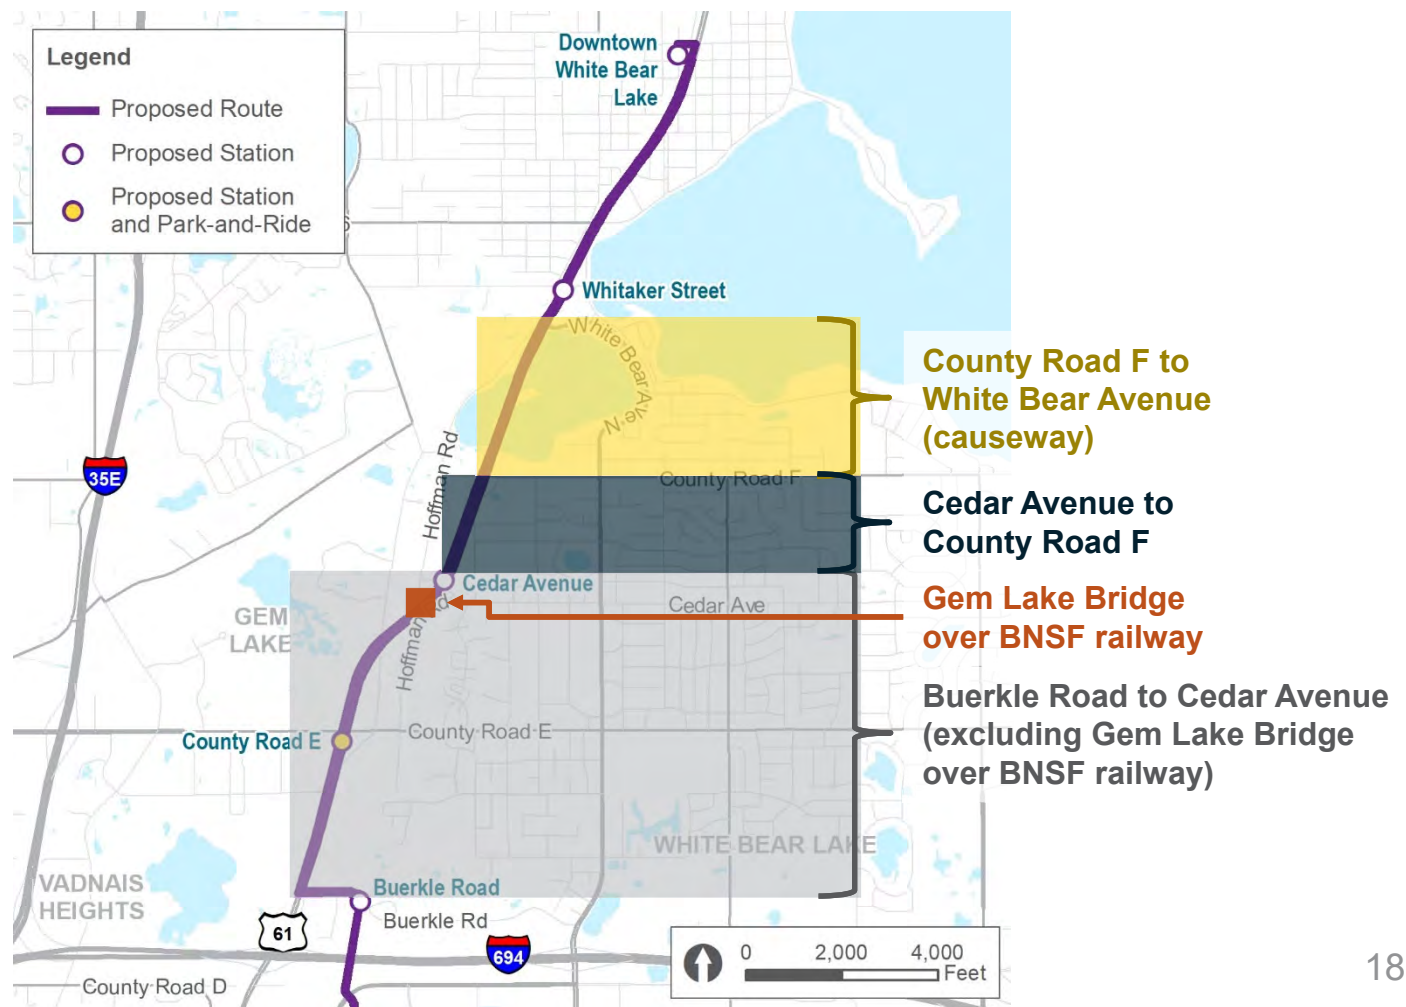 Legend
Proposed Route
Proposed Station
Proposed Station
and Park-and-Ride
Downtown
White Bear
Lake
Whitaker Street
White Bear Ave N
County Road F to
White Bear Avenue
(causeway)
35E
Hoffman Rd
County Road F
Cedar Avenue to
County Road F
Cedar Avenue
Cedar Ave
Gem Lake Bridge
over BNSF railway
GEM
LAKE
Hoffman Rd
Buerkle Road to Cedar Avenue
(excluding Gem Lake Bridge
over BNSF railway)
County Road E
County Road E
WHITE BEAR LAKE
VADNAIS
HEIGHTS
Buerkle Road
Buerkle Rd
61
694
County Road D
0 2,000 4,000
Feet
18